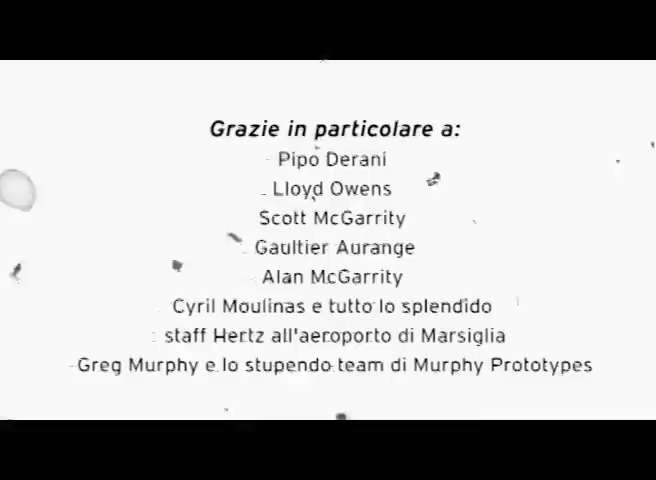 Grazie in particolare a:
Pipo Derani
Lloyd Owens
Scott McGarrity
Gaultier Aurange
Alan McGarrity
Cyril Moulinas e tutto lo splendido
staff Hertz all'aeroporto di Marsiglia
Greg Murphy e lo stupendo team di Murphy Prototypes